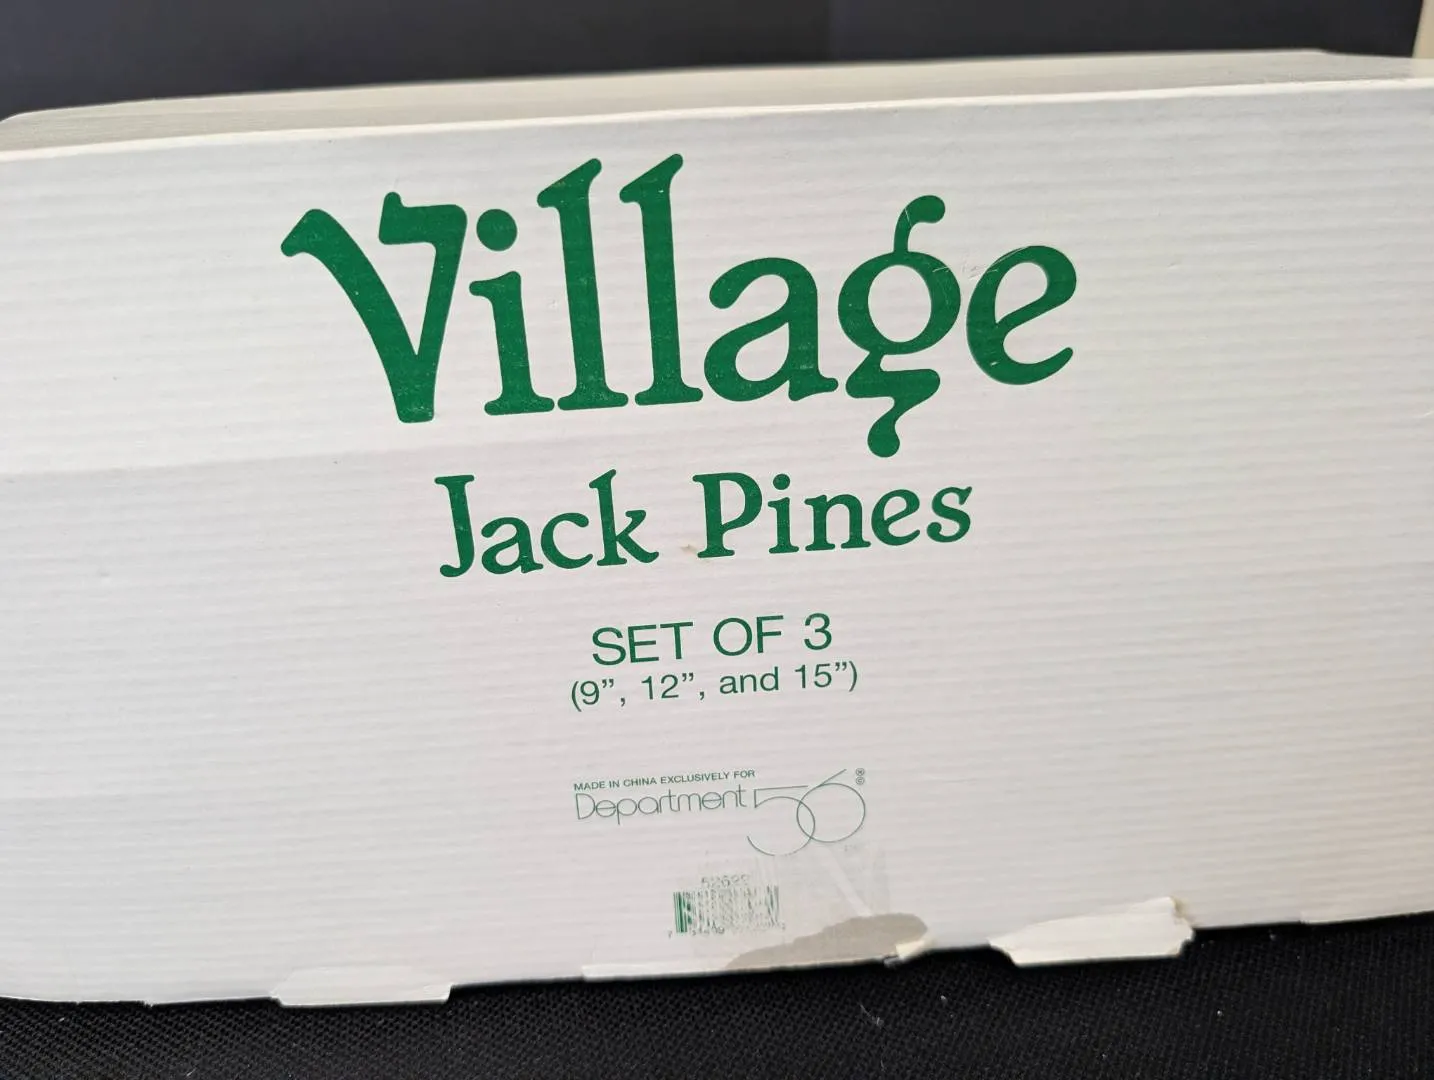 Village
Jack Pines
SET OF 3
(9”, 12”, and 15”)
MADE IN CHINA EXCLUSIVELY FOR
Department 56 ®
©